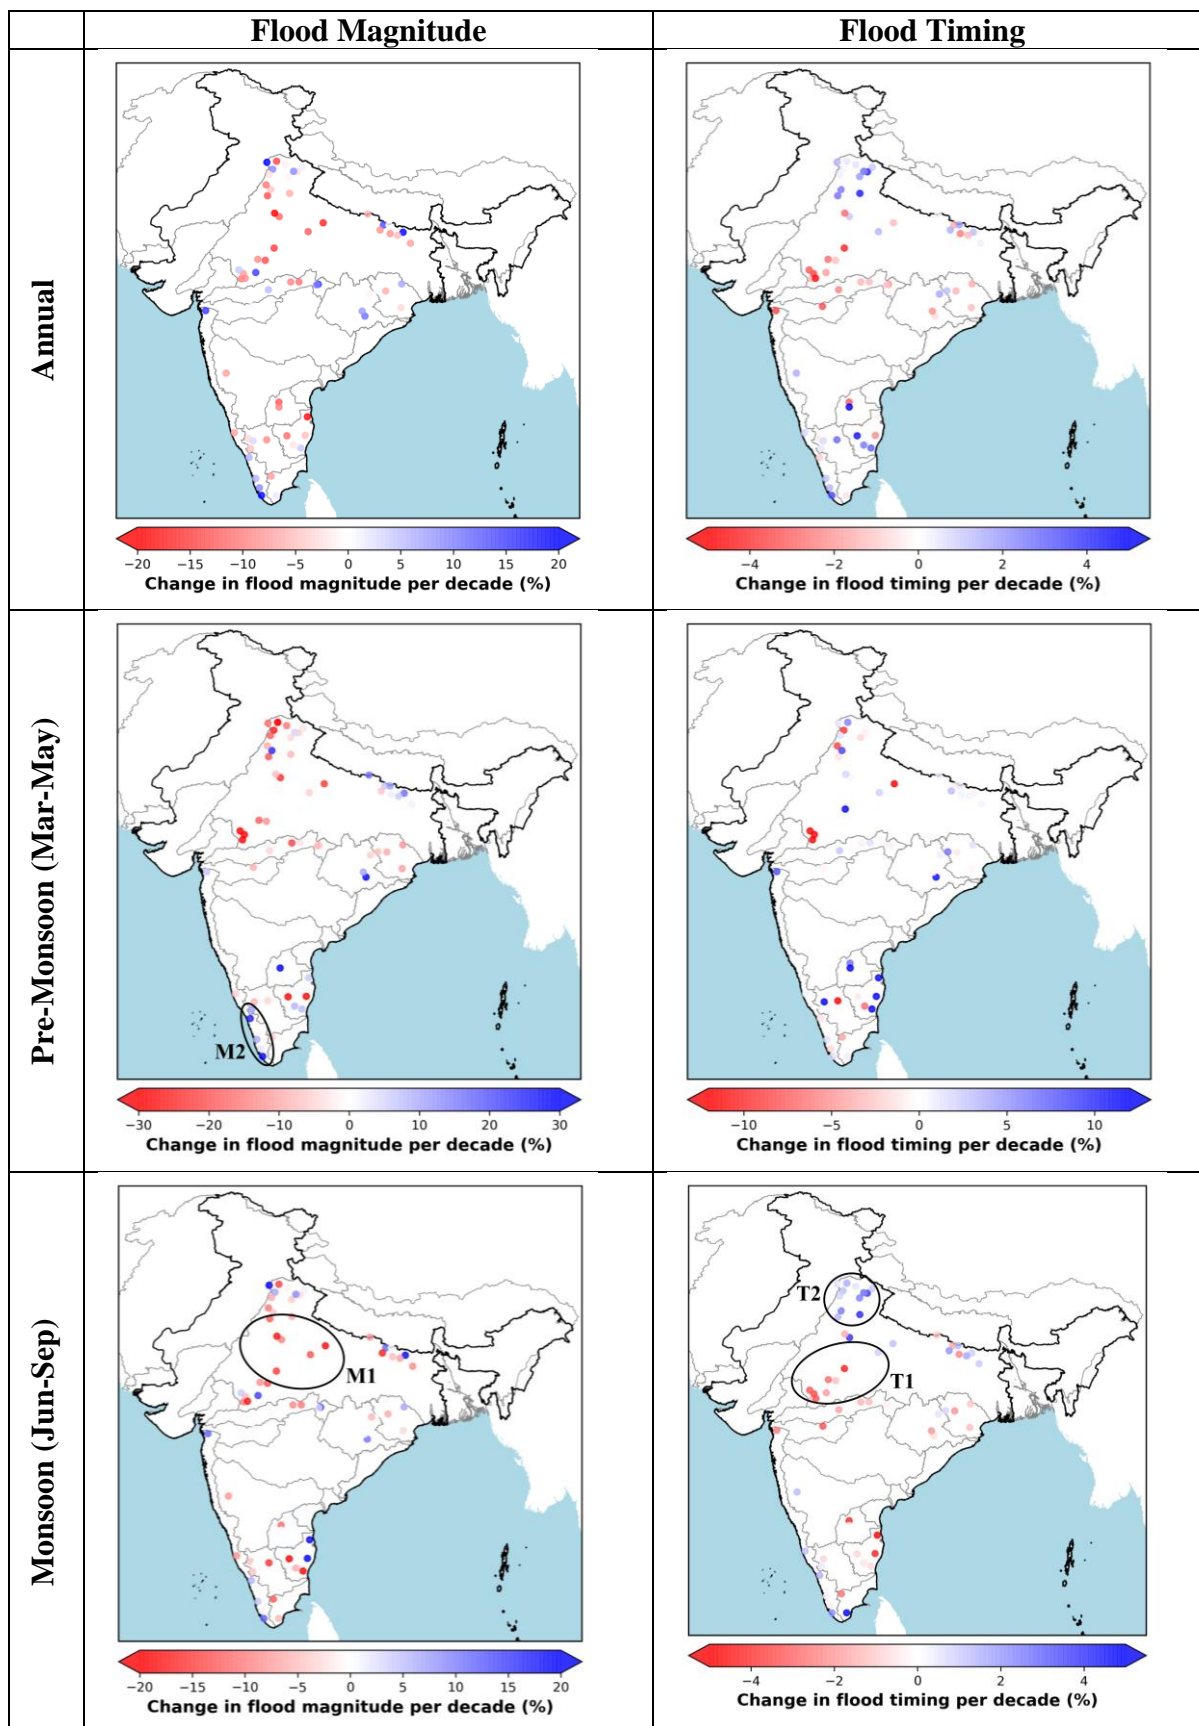 Flood Magnitude
Flood Timing
Annual
−20 −15 −10 −5 0 5 10 15 20
Change in flood magnitude per decade (%)
−4 −2 0 2 4
Change in flood timing per decade (%)
Pre-Monsoon (Mar-May)
M2
−30 −20 −10 0 10 20 30
Change in flood magnitude per decade (%)
−10 −5 0 5 10
Change in flood timing per decade (%)
Monsoon (Jun-Sep)
M1
−20 −15 −10 −5 0 5 10 15 20
Change in flood magnitude per decade (%)
T2
T1
−4 −2 0 2 4
Change in flood timing per decade (%)